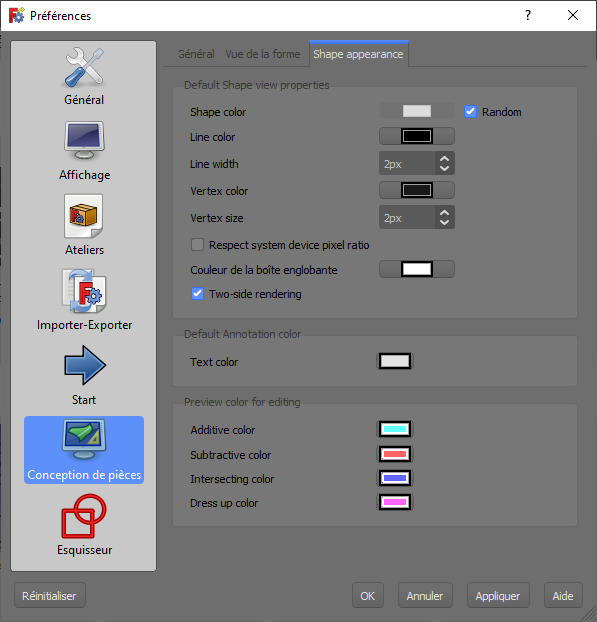 Préférences
?
Général
Affichage
Ateliers
Importer-Exporter
Start
Conception de pièces
Esquisseur
Général
Vue de la forme
Shape appearance
Default Shape view properties
Shape color
Random
Line color
Line width
2px
Vertex color
Vertex size
2px
Respect system device pixel ratio
Couleur de la boîte englobante
Two-side rendering
Default Annotation color
Text color
Preview color for editing
Additive color
Subtractive color
Intersecting color
Dress up color
Réinitialiser
OK
Annuler
Appliquer
Aide